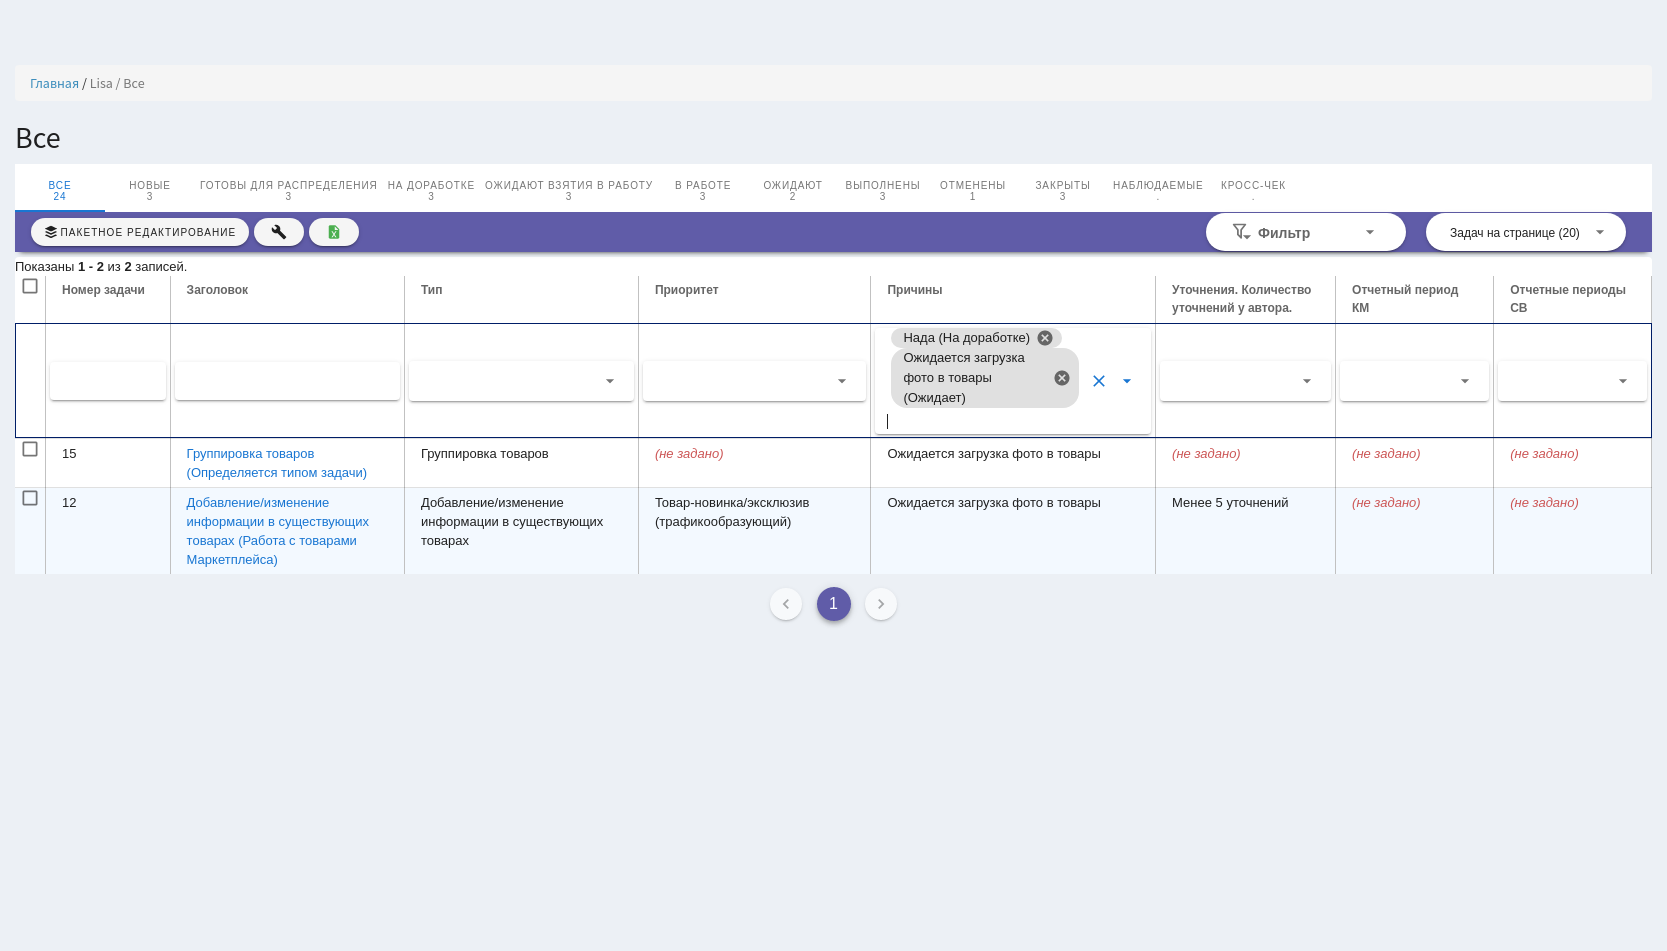 Главная / Lisa / Все
Все
ВСЕ НОВЫЕ ГОТОВЫ ДЛЯ РАСПРЕДЕЛЕНИЯ НА ДОРАБОТКЕ ОЖИДАЮТ ВЗЯТИЯ В РАБОТУ В РАБОТЕ ОЖИДАЮТ ВЫПОЛНЕНЫ ОТМЕНЕНЫ ЗАКРЫТЫ НАБЛЮДАЕМЫЕ КРОСС-ЧЕК
24 3 3 3 3 3 2 3 1 3 . .
ПАКЕТНОЕ РЕДАКТИРОВАНИЕ Фильтр Задач на странице (20)
Показаны 1 - 2 из 2 записей.
Номер задачи Заголовок Тип Приоритет Причины Уточнения. Количество Отчетный период Отчетные периоды
уточнений у автора. КМ СВ
Нада (На доработке)
Ожидается загрузка
фото в товары
(Ожидает)
15 Группировка товаров Группировка товаров (не задано) Ожидается загрузка фото в товары (не задано) (не задано) (не задано)
(Определяется типом задачи)
12 Добавление/изменение Добавление/изменение Товар-новинка/эксклюзив Ожидается загрузка фото в товары Менее 5 уточнений (не задано) (не задано)
информации в существующих информации в существующих (трафикообразующий)
товарах (Работа с товарами товарах
Маркетплейса)
1